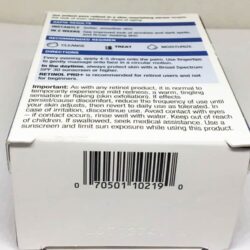 RAPID RESULTS
INSTANTLY
IN 2 WEEKS
RECOMMENDED REGIMEN
CLEANSE TREAT MOISTURIZE
DIRECTIONS
Every evening, apply 4-5 drops onto the palm. Use fingertips
to gently massage onto face in a circular motion.
In the daytime, always protect skin with a Broad Spectrum
SPF 30 sunscreen or higher.
RETINOL PRO+ is recommended for retinol users and not
for beginners.
Important: As with any retinol product, it is normal to
temporarily experience mild redness, a warm, tingling
sensation or flaking (skin exfoliation). If effects
persist/cause discomfort, reduce the frequency of use until
your skin adjusts, then revert to daily use as tolerated. In
case of irritation, discontinue use. Avoid contact with eyes.
If contact occurs, rinse well with water. Keep out of reach
of children. If swallowed, seek medical assistance. Use a
sunscreen and limit sun exposure while using this product.
0 70501 10219 0